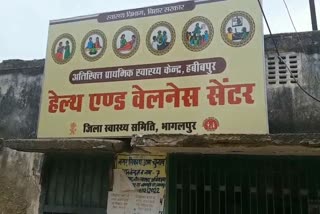 स्वास्थ्य विभाग, बिहार सरकार
अतिरिक्त प्राथमिक स्वास्थ्य केन्द्र, हबीबपुर
हेल्थ एण्ड वेलनेस सेंटर
जिला स्वास्थ्य समिति, भागलपुर